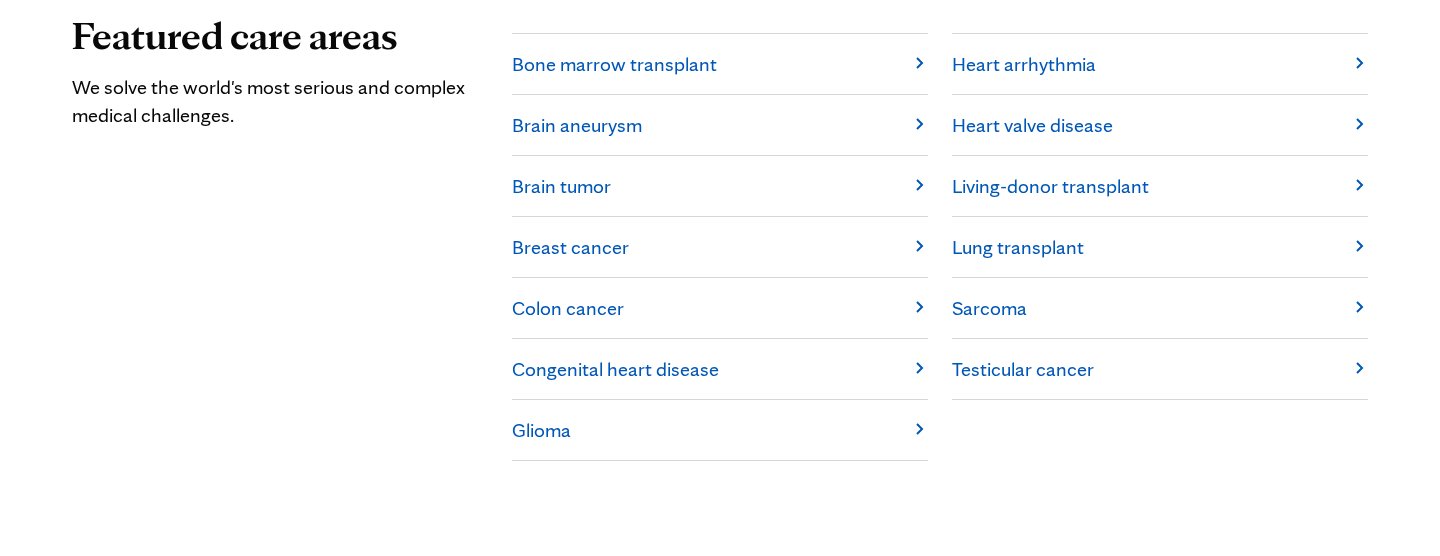 Featured care areas
We solve the world's most serious and complex
medical challenges.
Bone marrow transplant
Brain aneurysm
Brain tumor
Breast cancer
Colon cancer
Congenital heart disease
Glioma
Heart arrhythmia
Heart valve disease
Living-donor transplant
Lung transplant
Sarcoma
Testicular cancer